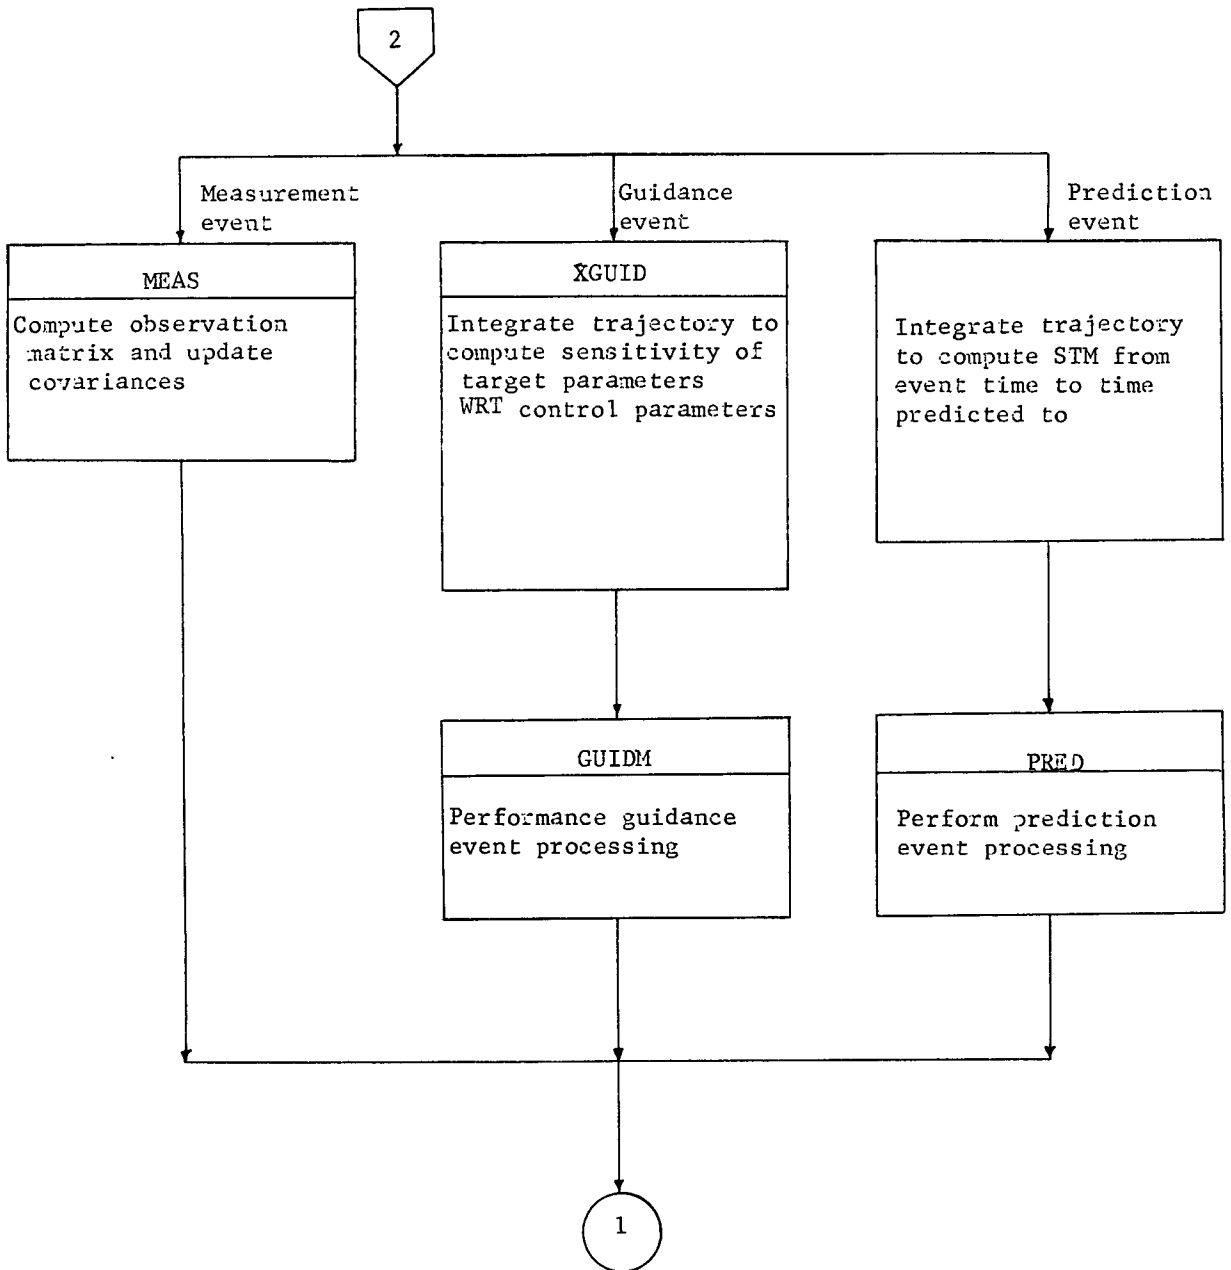 2
Measurement
event
Guidance
event
Prediction
event
MEAS
Compute observation
matrix and update
covariances
XGUID
Integrate trajectory to
compute sensitivity of
target parameters
WRT control parameters
Integrate trajectory
to compute STM from
event time to time
predicted to
GUIDM
Performance guidance
event processing
PRED
Perform prediction
event processing
1